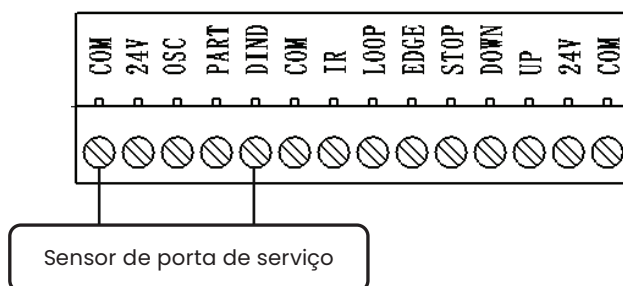 COM 24V OSC PART DIND COM IR LOOP EDGE STOP DOWN UP 24V COM
Sensor de porta de serviço